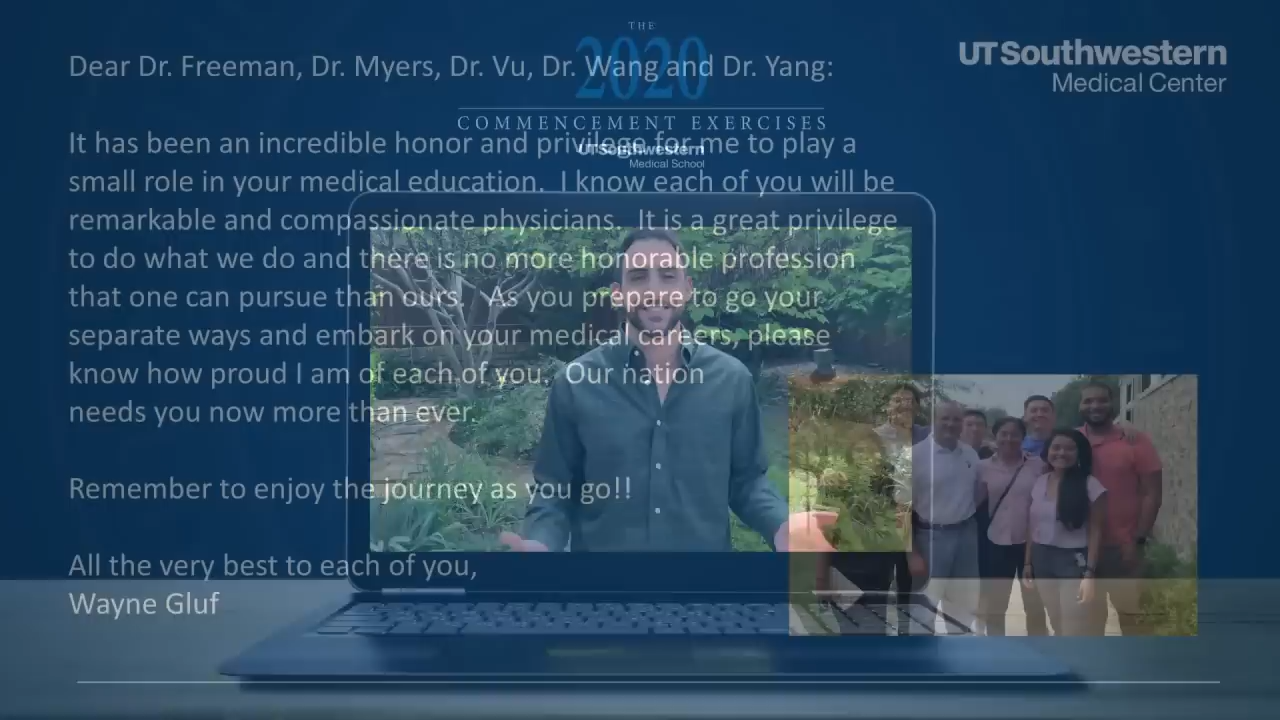 THE
2020
COMMENCEMENT EXERCISES
UT Southwestern
Medical School
UT Southwestern
Medical Center
Dear Dr. Freeman, Dr. Myers, Dr. Vu, Dr. Wang and Dr. Yang:
It has been an incredible honor and privilege for me to play a
small role in your medical education.  I know each of you will be
remarkable and compassionate physicians.  It is a great privilege
to do what we do and there is no more honorable profession
that one can pursue than ours.   As you prepare to go your
separate ways and embark on your medical careers, please
know how proud I am of each of you.  Our nation
needs you now more than ever.
Remember to enjoy the journey as you go!!
All the very best to each of you,
Wayne Gluf